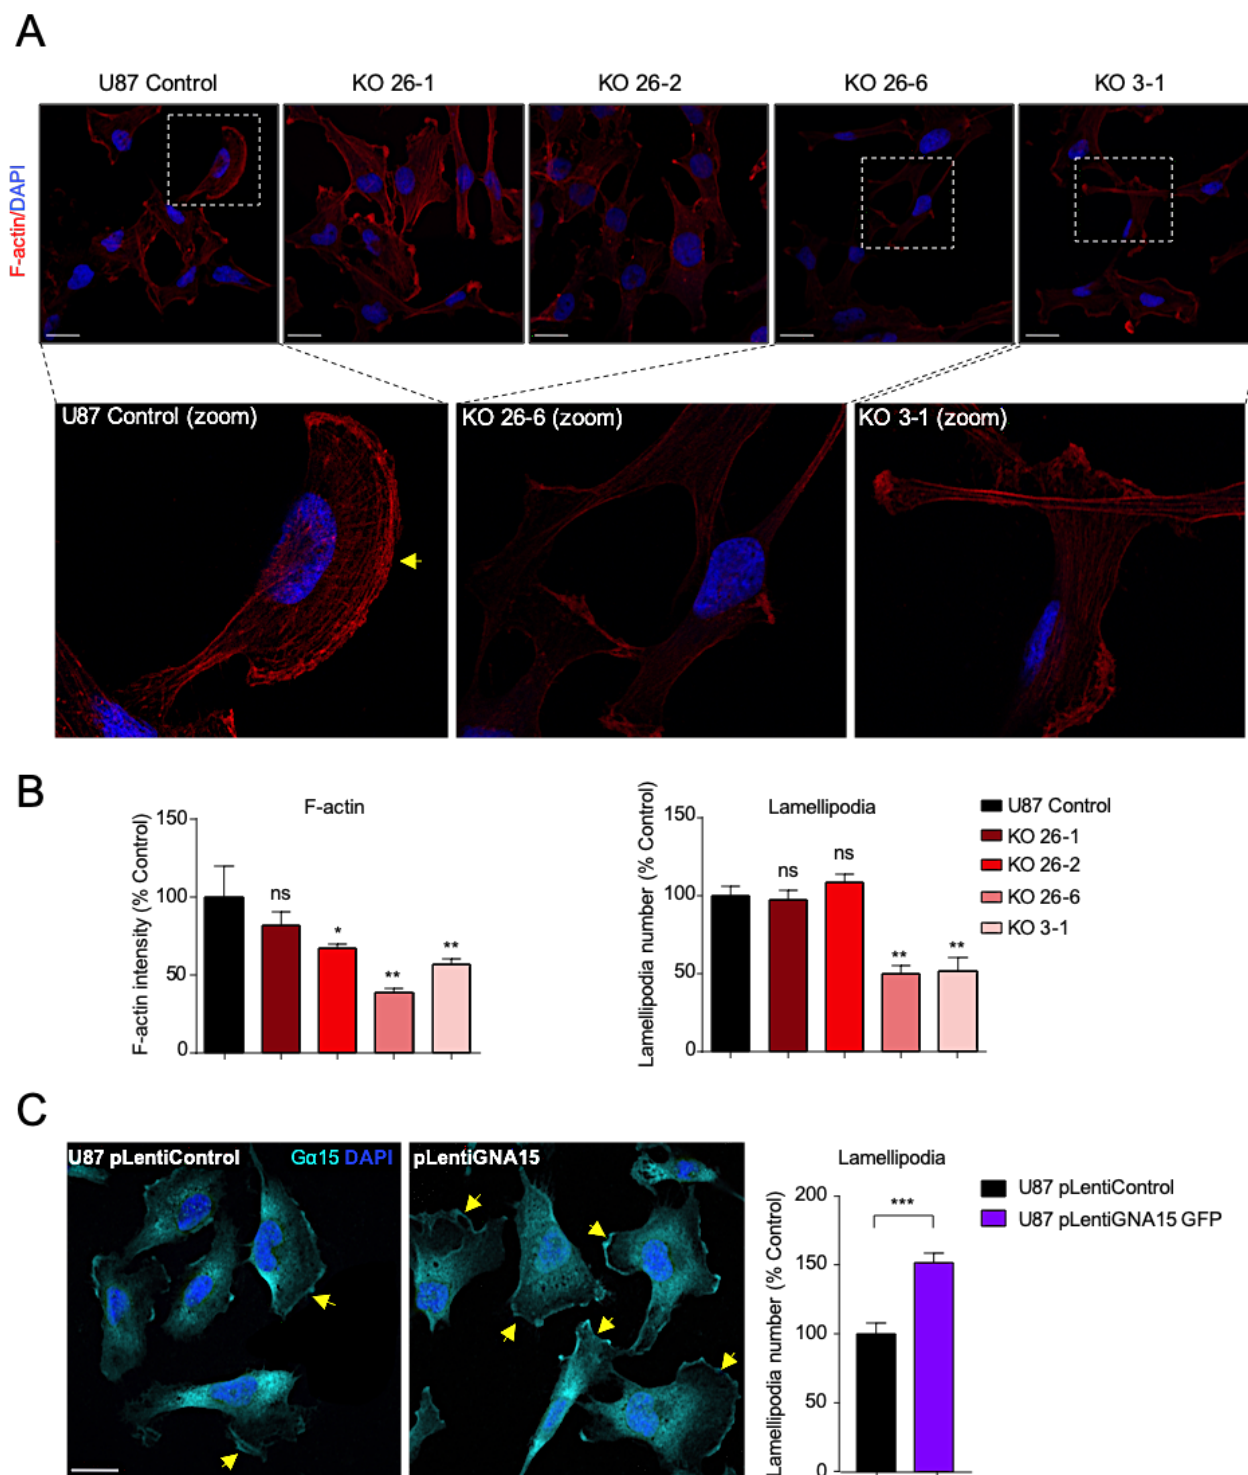 A
U87 Control
KO 26-1
KO 26-2
KO 26-6
KO 3-1
F-actin/DAPI
U87 Control (zoom)
KO 26-6 (zoom)
KO 3-1 (zoom)
B
F-actin
F-actin intensity (% Control)
150
100
50
0
ns
*
**
**
Lamellipodia
Lamellipodia number (% Control)
150
100
50
0
ns
ns
**
**
U87 Control
KO 26-1
KO 26-2
KO 26-6
KO 3-1
C
U87 pLentiControl
Gα15 DAPI
pLentiGNA15
Lamellipodia
Lamellipodia number (% Control)
200
150
100
50
0
***
U87 pLentiControl
U87 pLentiGNA15 GFP